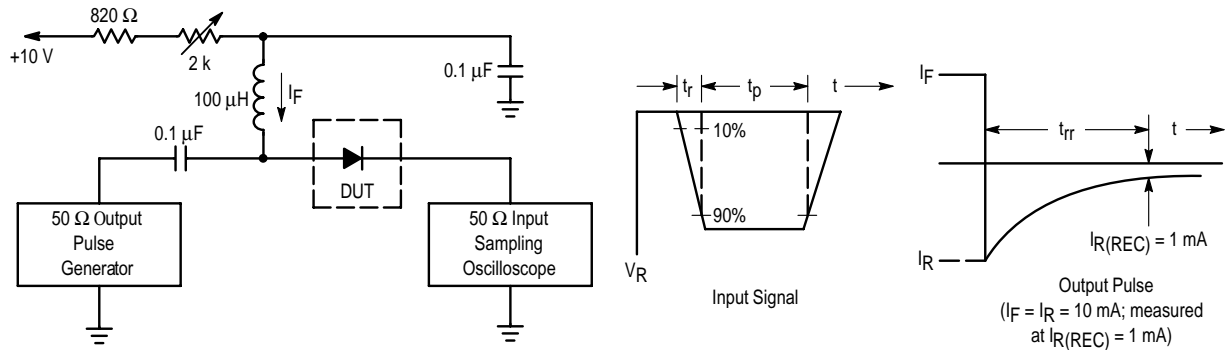 820 Ω
+10 V
2 k
100 μH
I_F
0.1 μF
0.1 μF
DUT
50 Ω Output
Pulse
Generator
50 Ω Input
Sampling
Oscilloscope
t_r
t_p
t
10%
90%
V_R
Input Signal
I_F
t_rr
t
I_R
I_R(REC) = 1 mA
Output Pulse
(I_F = I_R = 10 mA; measured
at I_R(REC) = 1 mA)